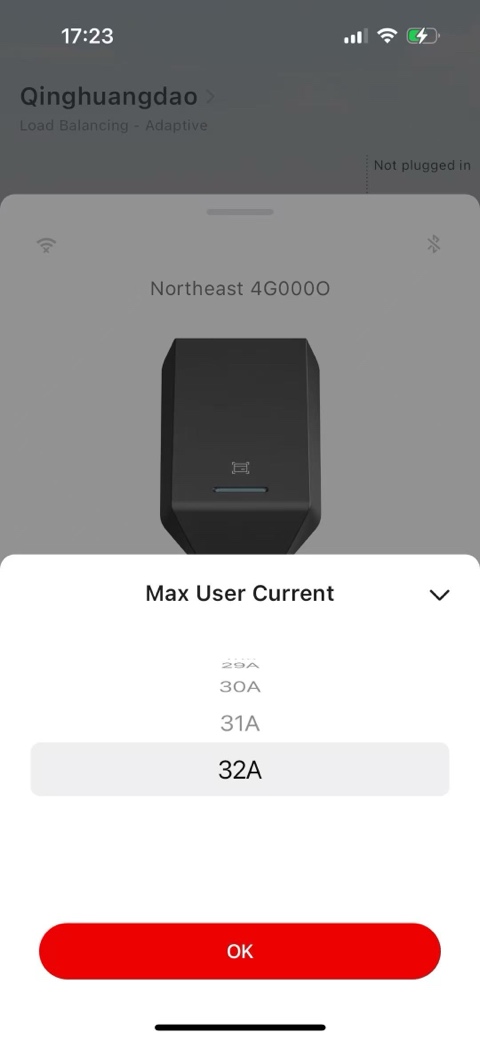 17:23
Qinghuangdao
Load Balancing - Adaptive
Not plugged in
Northeast 4G000O
Max User Current
29A
30A
31A
32A
OK